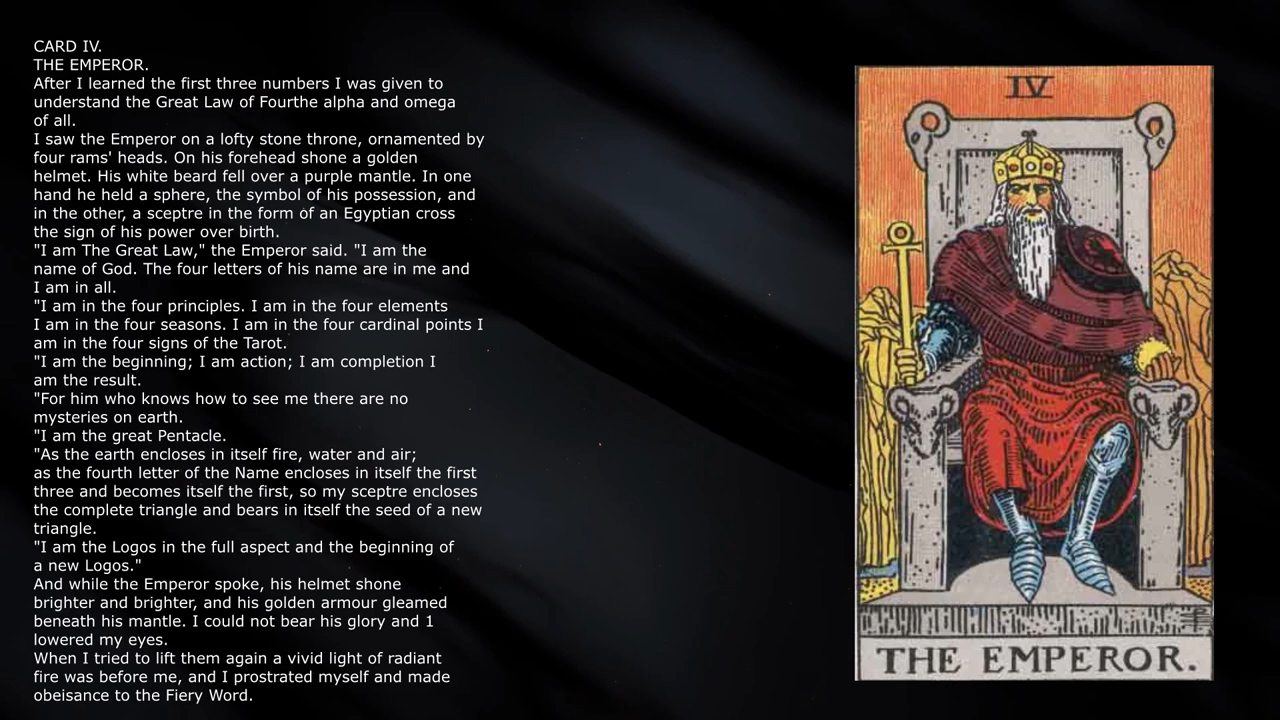 CARD IV.
THE EMPEROR.
After I learned the first three numbers I was given to
understand the Great Law of Fourthe alpha and omega
of all.
I saw the Emperor on a lofty stone throne, ornamented by
four rams' heads. On his forehead shone a golden
helmet. His white beard fell over a purple mantle. In one
hand he held a sphere, the symbol of his possession, and
in the other, a sceptre in the form of an Egyptian cross
the sign of his power over birth.
"I am The Great Law," the Emperor said. "I am the
name of God. The four letters of his name are in me and
I am in all.
"I am in the four principles. I am in the four elements
I am in the four seasons. I am in the four cardinal points I
am in the four signs of the Tarot.
"I am the beginning; I am action; I am completion I
am the result.
"For him who knows how to see me there are no
mysteries on earth.
"I am the great Pentacle.
"As the earth encloses in itself fire, water and air;
as the fourth letter of the Name encloses in itself the first
three and becomes itself the first, so my sceptre encloses
the complete triangle and bears in itself the seed of a new
triangle.
"I am the Logos in the full aspect and the beginning of
a new Logos."
And while the Emperor spoke, his helmet shone
brighter and brighter, and his golden armour gleamed
beneath his mantle. I could not bear his glory and 1
lowered my eyes.
When I tried to lift them again a vivid light of radiant
fire was before me, and I prostrated myself and made
obeisance to the Fiery Word.
IV
THE EMPEROR.